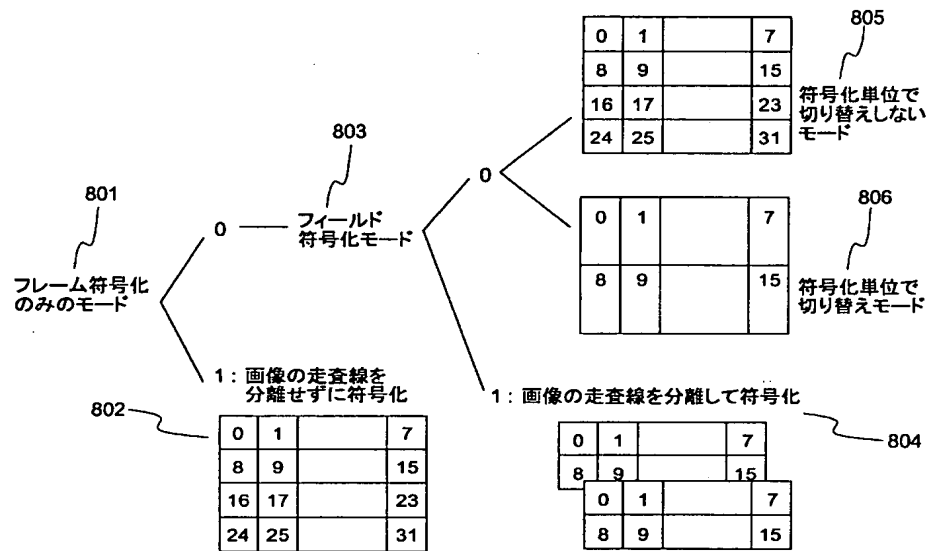 801
フレーム符号化
のみのモード
0
803
フィールド
符号化モード
0
805
0 1 7
8 9 15
16 17 23
24 25 31
符号化単位で
切り替えしない
モード
806
0 1 7
8 9 15
符号化単位で
切り替えモード
1：画像の走査線を
分離せずに符号化
802
0 1 7
8 9 15
16 17 23
24 25 31
1：画像の走査線を分離して符号化
804
0 1 7
8 9 15
0 1 7
8 9 15